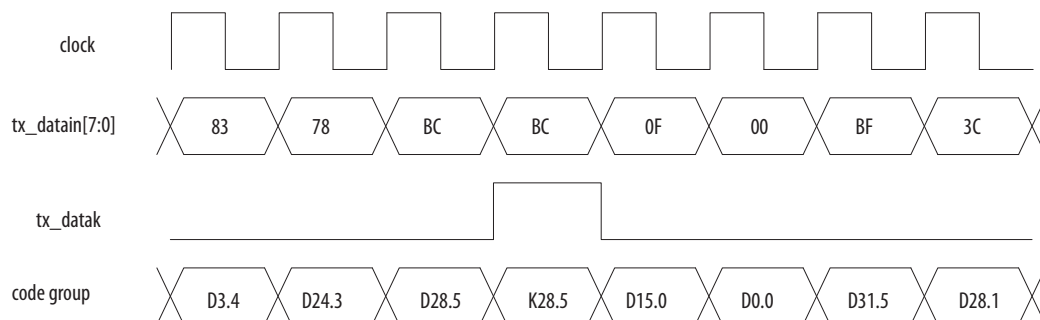 clock
tx_datain[7:0] 83 78 BC BC 0F 00 BF 3C
tx_datak
code group D3.4 D24.3 D28.5 K28.5 D15.0 D0.0 D31.5 D28.1